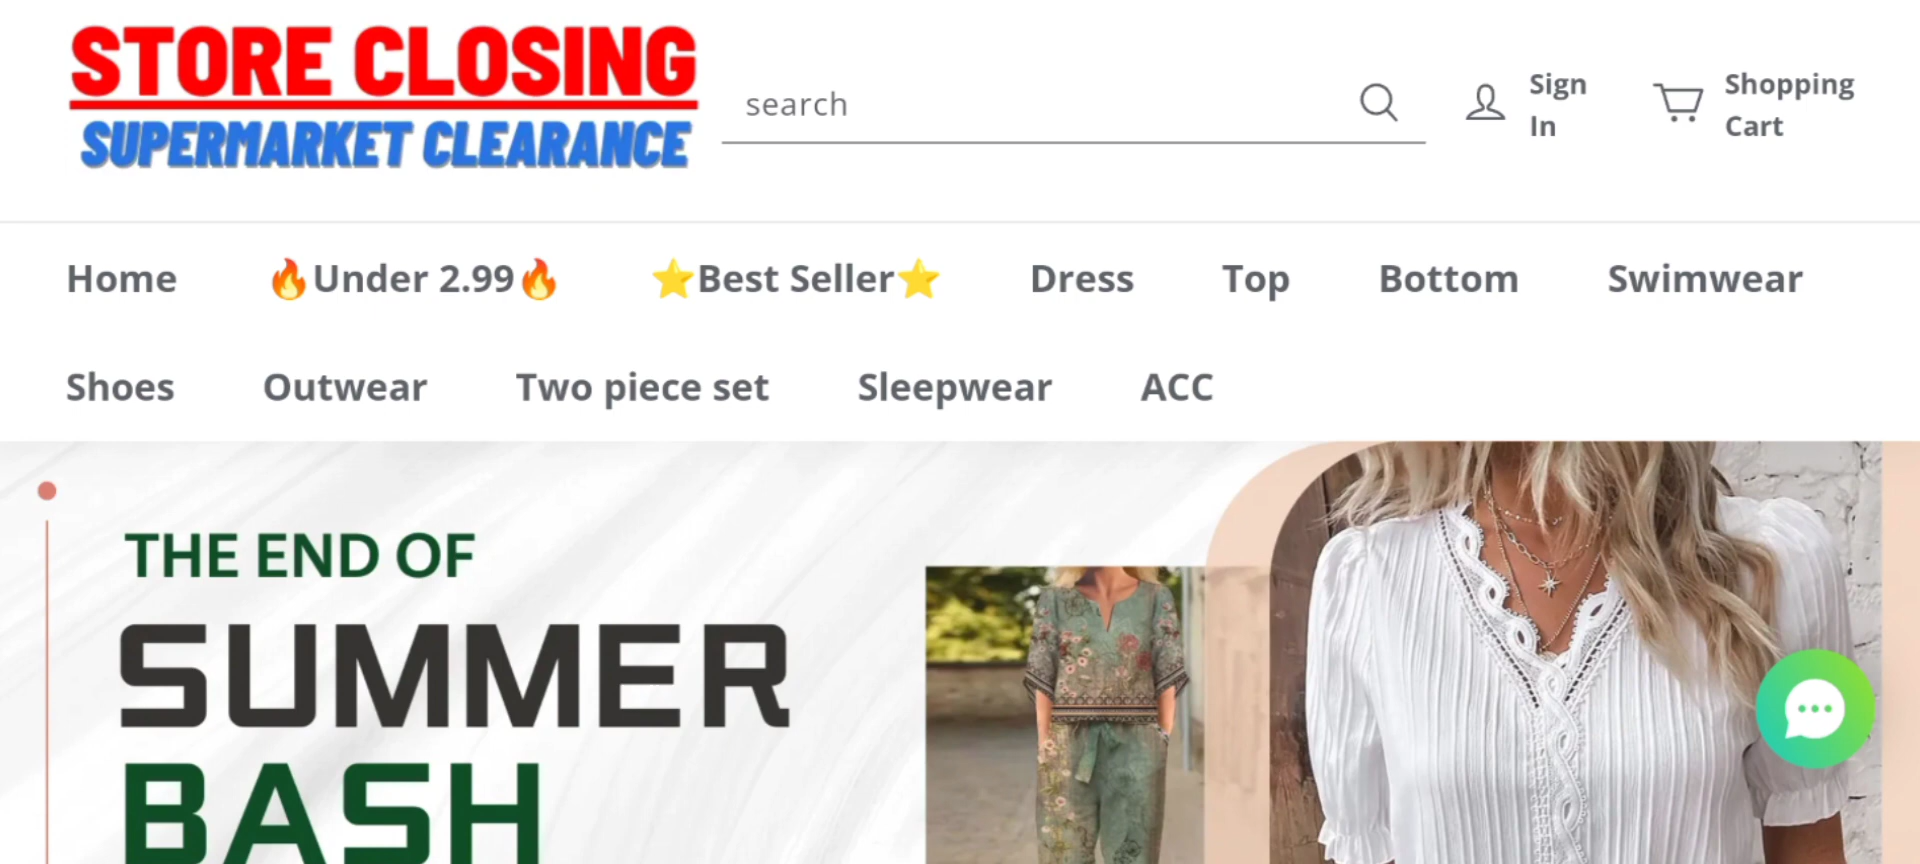 STORE CLOSING
SUPERMARKET CLEARANCE
search
Sign
In
Shopping
Cart
Home
🔥Under 2.99🔥
⭐Best Seller⭐
Dress
Top
Bottom
Swimwear
Shoes
Outwear
Two piece set
Sleepwear
ACC
THE END OF
SUMMER
BASH